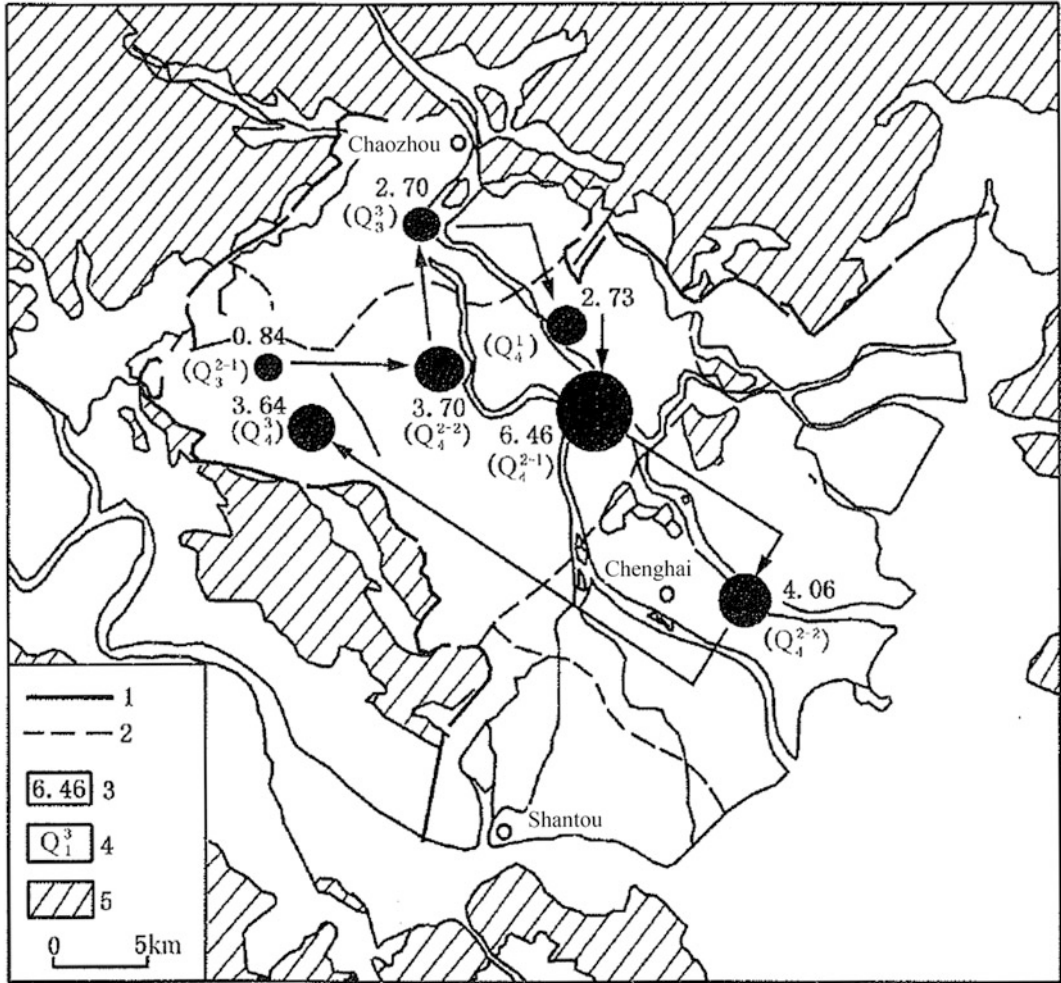 Chaozhou
2.70
(Q₃³)
2.73
(Q₄¹)
0.84
(Q₃²⁻¹)
3.64
(Q₄³)
3.70
(Q₄²⁻²)
6.46
(Q₄²⁻¹)
Chenghai
4.06
(Q₄²⁻²)
Shantou
1
2
6.46 3
Q₁³ 4
5
0 5km